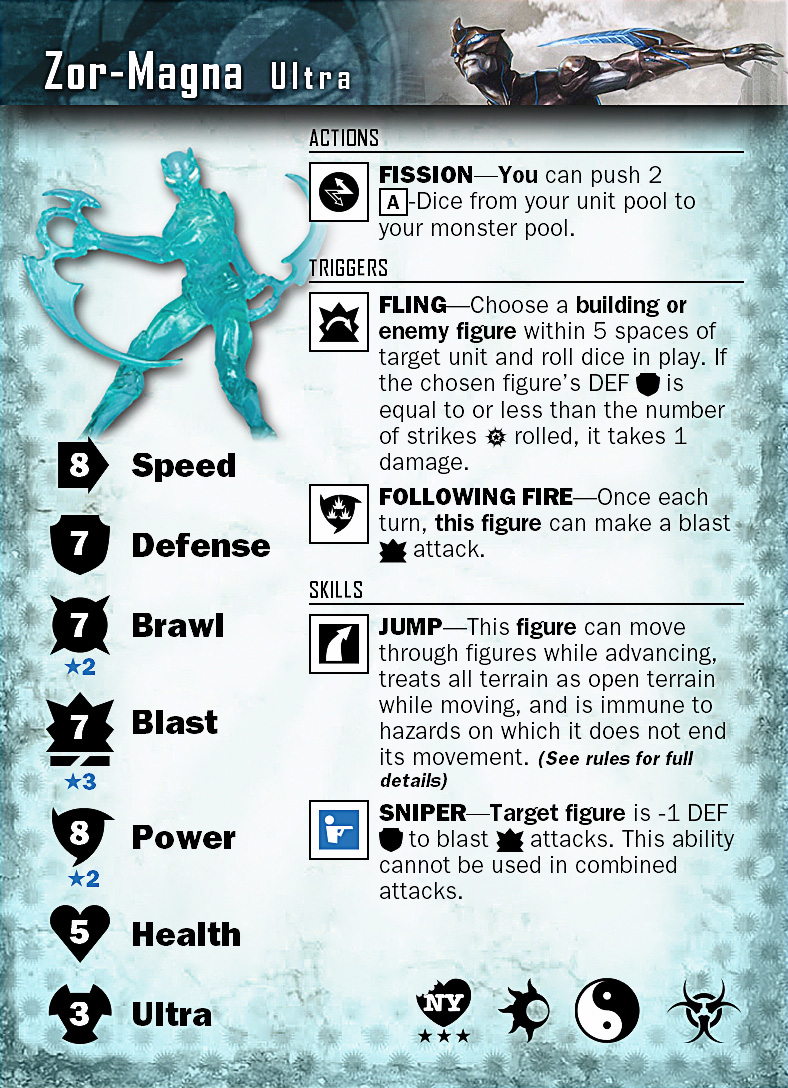 Zor-Magna Ultra
ACTIONS
FISSION—You can push 2
A-Dice from your unit pool to
your monster pool.
TRIGGERS
FLING—Choose a building or
enemy figure within 5 spaces of
target unit and roll dice in play. If
the chosen figure's DEF is
equal to or less than the number
of strikes rolled, it takes 1
damage.
FOLLOWING FIRE—Once each
turn, this figure can make a blast
attack.
SKILLS
JUMP—This figure can move
through figures while advancing,
treats all terrain as open terrain
while moving, and is immune to
hazards on which it does not end
its movement. (See rules for full
details)
SNIPER—Target figure is -1 DEF
to blast attacks. This ability
cannot be used in combined
attacks.
8 Speed
7 Defense
7 Brawl
★2
7 Blast
★3
8 Power
★2
5 Health
3 Ultra
NY
★★★